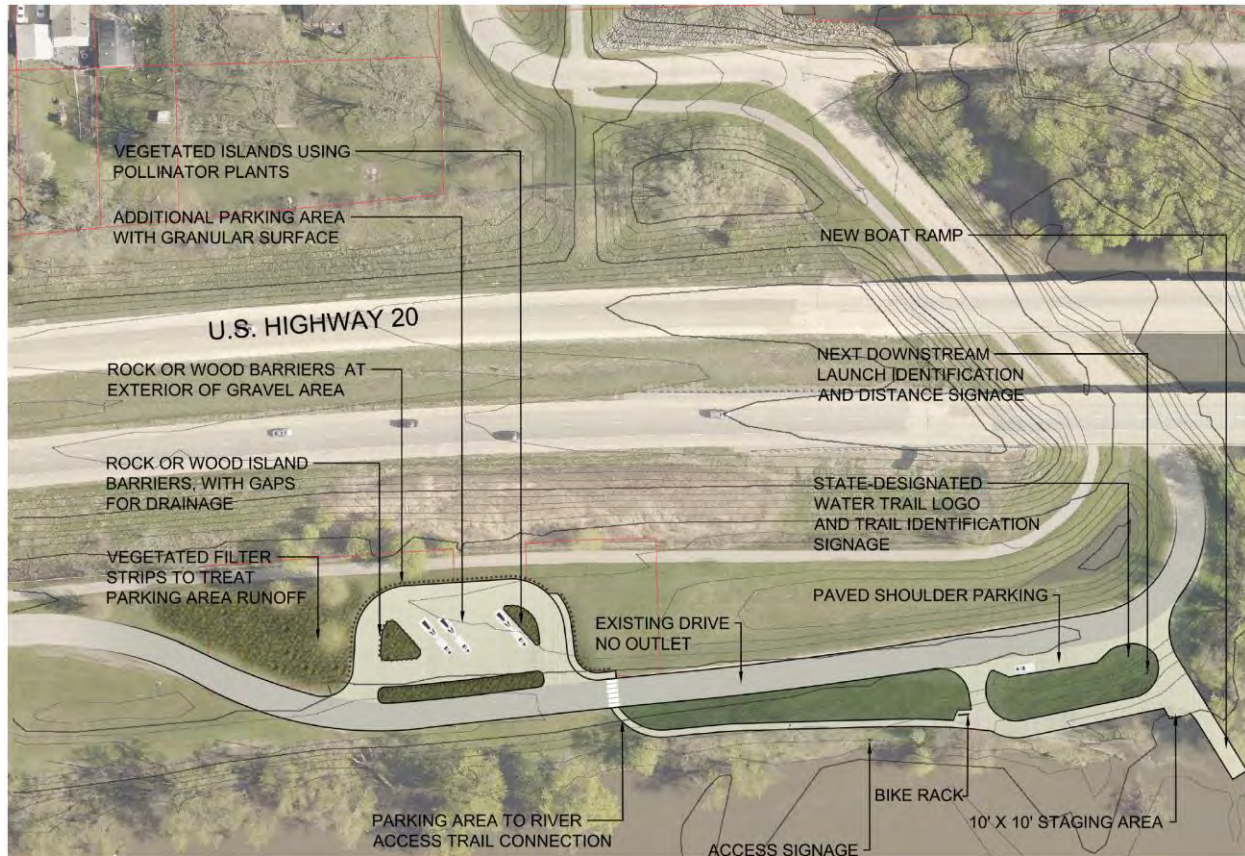 VEGETATED ISLANDS USING
POLLINATOR PLANTS
ADDITIONAL PARKING AREA
WITH GRANULAR SURFACE
NEW BOAT RAMP
U.S. HIGHWAY 20
ROCK OR WOOD BARRIERS AT
EXTERIOR OF GRAVEL AREA
NEXT DOWNSTREAM
LAUNCH IDENTIFICATION
AND DISTANCE SIGNAGE
ROCK OR WOOD ISLAND
BARRIERS, WITH GAPS
FOR DRAINAGE
STATE-DESIGNATED
WATER TRAIL LOGO
AND TRAIL IDENTIFICATION
SIGNAGE
VEGETATED FILTER
STRIPS TO TREAT
PARKING AREA RUNOFF
PAVED SHOULDER PARKING
EXISTING DRIVE
NO OUTLET
BIKE RACK
PARKING AREA TO RIVER
ACCESS TRAIL CONNECTION
10' X 10' STAGING AREA
ACCESS SIGNAGE